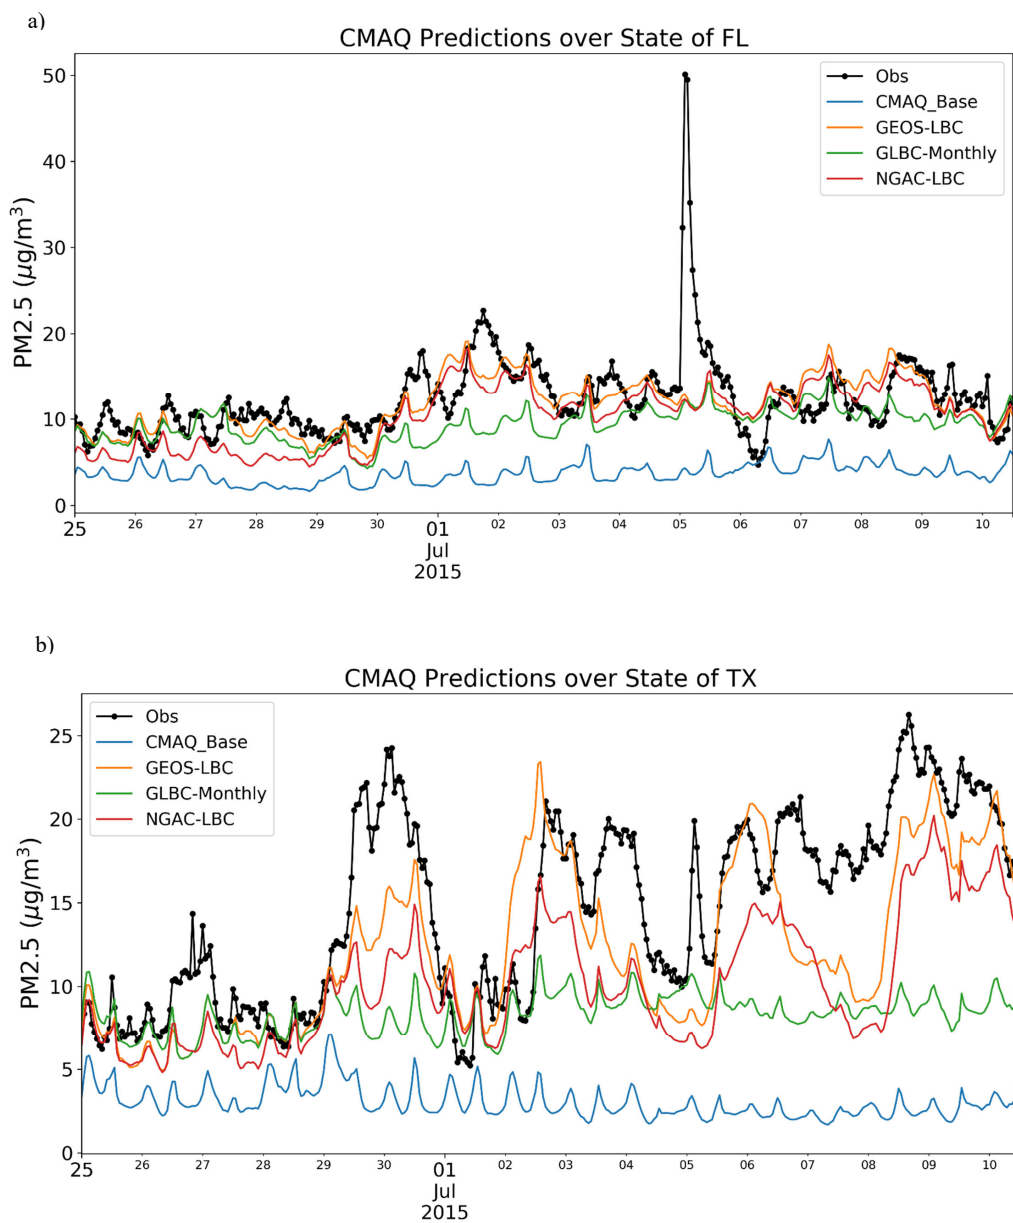 a)
CMAQ Predictions over State of FL
PM2.5 (μg/m³)
50
40
30
20
10
0
Obs
CMAQ_Base
GEOS-LBC
GLBC-Monthly
NGAC-LBC
25 26 27 28 29 30 01 02 03 04 05 06 07 08 09 10
Jul
2015
b)
CMAQ Predictions over State of TX
PM2.5 (μg/m³)
25
20
15
10
5
0
Obs
CMAQ_Base
GEOS-LBC
GLBC-Monthly
NGAC-LBC
25 26 27 28 29 30 01 02 03 04 05 06 07 08 09 10
Jul
2015